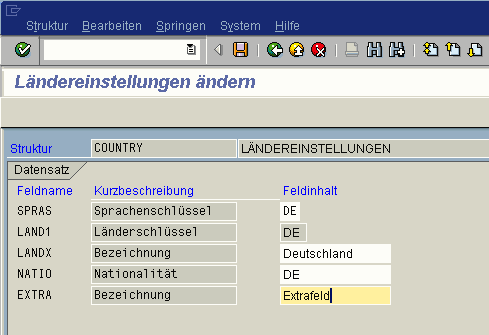 Struktur Bearbeiten Springen System Hilfe
Ländereinstellungen ändern
Struktur COUNTRY LÄNDEREINSTELLUNGEN
Datensatz
Feldname Kurzbeschreibung Feldinhalt
SPRAS Sprachenschlüssel DE
LAND1 Länderschlüssel DE
LANDX Bezeichnung Deutschland
NATIO Nationalität DE
EXTRA Bezeichnung Extrafeld